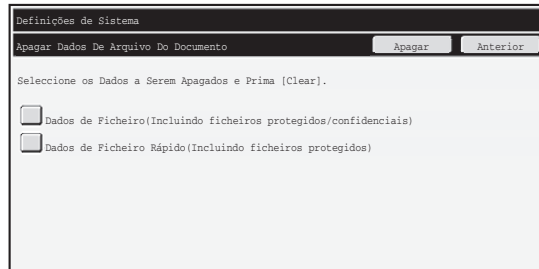 Definições de Sistema
Apagar Dados De Arquivo Do Documento Apagar Anterior
Seleccione os Dados a Serem Apagados e Prima [Clear].
Dados de Ficheiro(Incluindo ficheiros protegidos/confidenciais)
Dados de Ficheiro Rápido(Incluindo ficheiros protegidos)